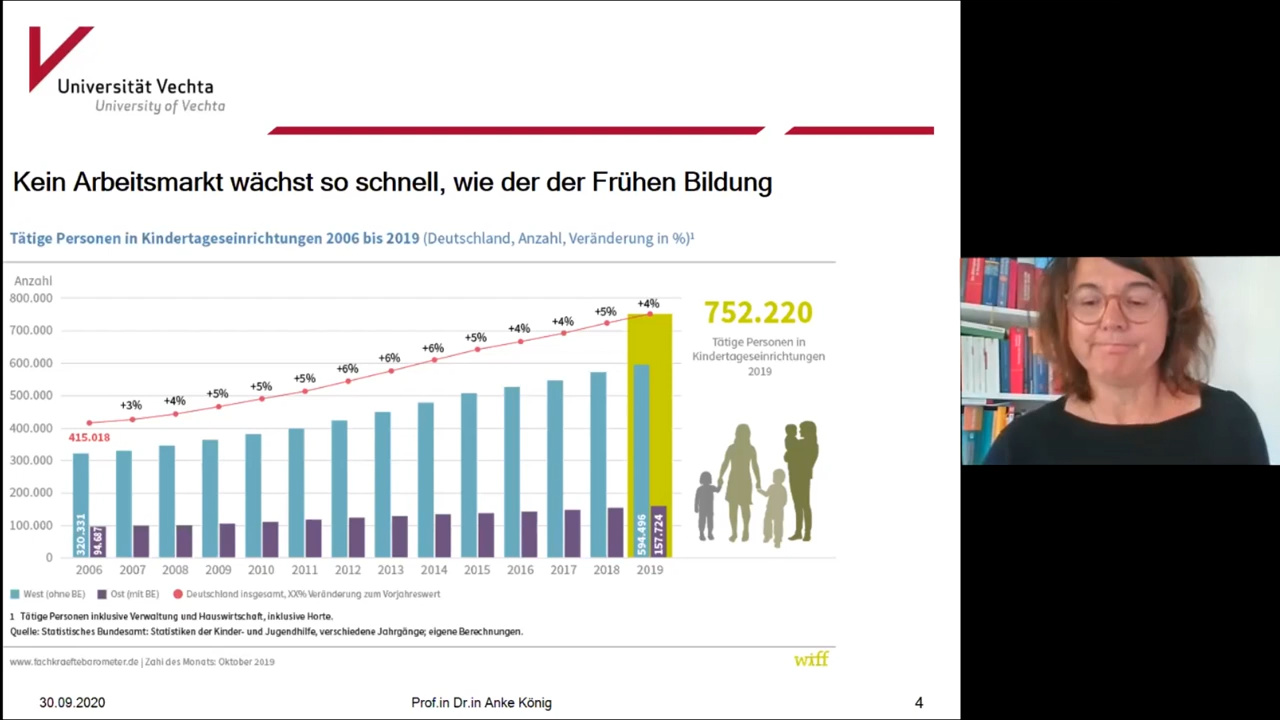 Universität Vechta
University of Vechta
Kein Arbeitsmarkt wächst so schnell, wie der der Frühen Bildung
Tätige Personen in Kindertageseinrichtungen 2006 bis 2019 (Deutschland, Anzahl, Veränderung in %)¹
Anzahl
800.000
700.000
600.000
500.000
400.000
300.000
200.000
100.000
0
415.018
+3%
+4%
+5%
+5%
+5%
+6%
+6%
+6%
+5%
+4%
+4%
+5%
+4%
320.331
94.687
594.496
157.724
2006 2007 2008 2009 2010 2011 2012 2013 2014 2015 2016 2017 2018 2019
752.220
Tätige Personen in
Kindertageseinrichtungen
2019
West (ohne BE) Ost (mit BE) Deutschland insgesamt, XX% Veränderung zum Vorjahreswert
1 Tätige Personen inklusive Verwaltung und Hauswirtschaft, inklusive Horte.
Quelle: Statistisches Bundesamt: Statistiken der Kinder- und Jugendhilfe, verschiedene Jahrgänge; eigene Berechnungen.
www.fachkraeftebarometer.de | Zahl des Monats: Oktober 2019
wiff
30.09.2020 Prof.in Dr.in Anke König 4